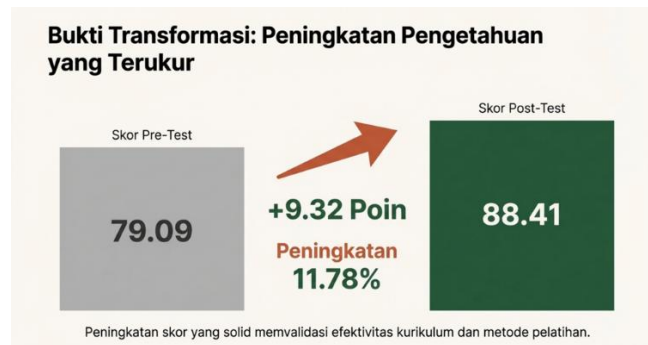 Bukti Transformasi: Peningkatan Pengetahuan
yang Terukur
Skor Pre-Test
79.09
+9.32 Poin
Peningkatan
11.78%
Skor Post-Test
88.41
Peningkatan skor yang solid memvalidasi efektivitas kurikulum dan metode pelatihan.